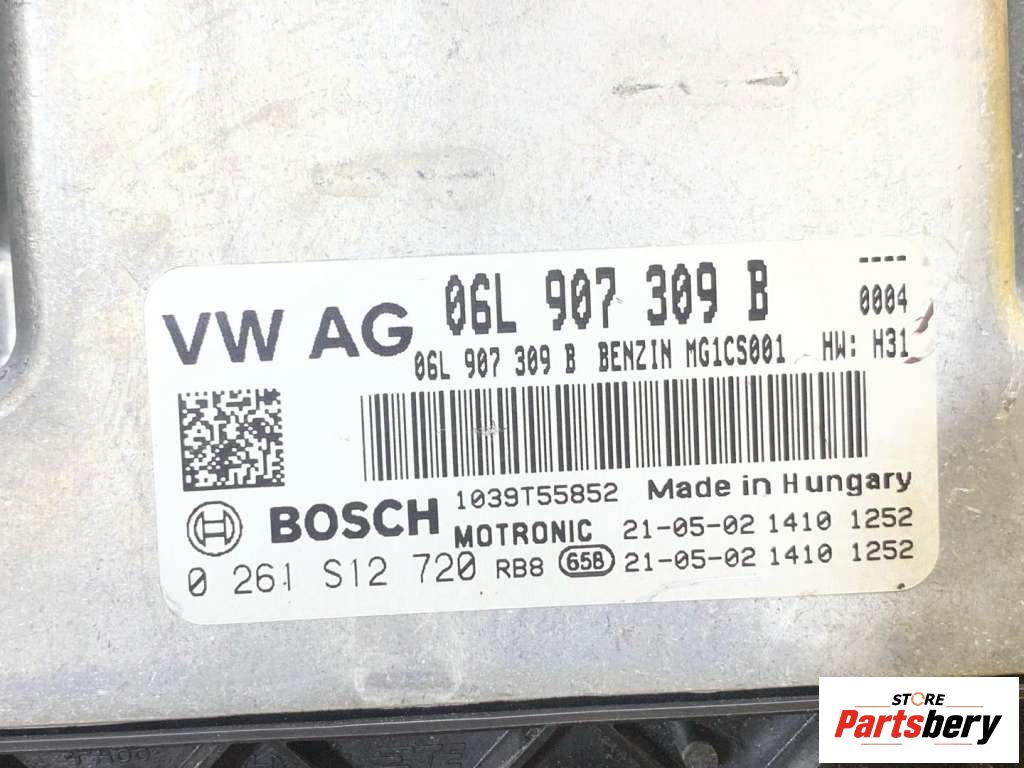 VW AG 06L 907 309 B ----
0004
06L 907 309 B BENZIN MG1CS001 HW: H31
1039T55852 Made in Hungary
BOSCH MOTRONIC 21-05-02 1410 1252
0 261 S12 720 RB8 65B 21-05-02 1410 1252
STORE
Partsbery